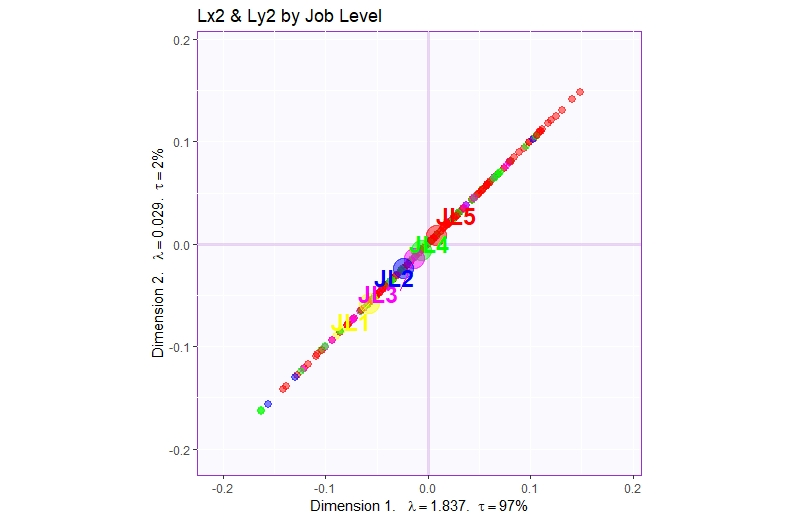 Lx2 & Ly2 by Job Level
0.2
0.1
0.0
-0.1
-0.2
Dimension 2.   λ = 0.029.   τ = 2%
JL5
JL4
JL2
JL3
JL1
-0.2
-0.1
0.0
0.1
0.2
Dimension 1.   λ = 1.837.   τ = 97%